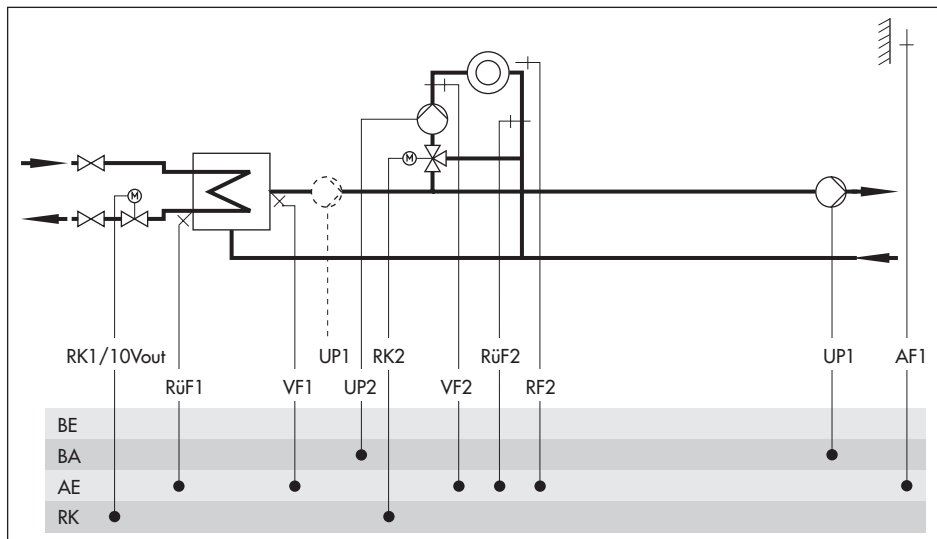 M
M
RK1/10Vout
UP1
RK2
RüF2
UP1
AF1
RüF1
VF1
UP2
VF2
RF2
BE
BA
AE
RK